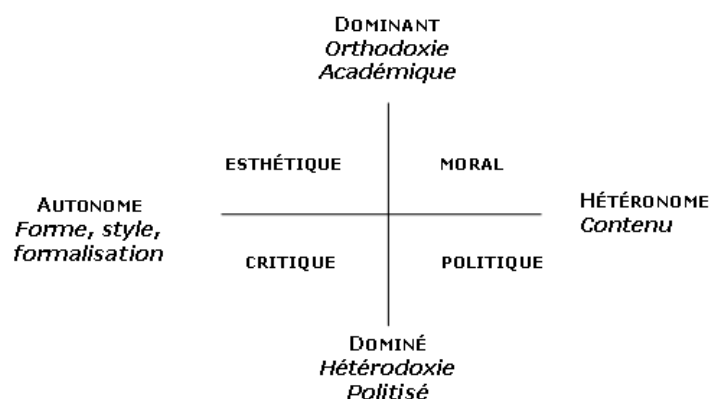 DOMINANT
Orthodoxie
Académique
ESTHÉTIQUE
MORAL
AUTONOME
Forme, style,
formalisation
HÉTÉRONOME
Contenu
CRITIQUE
POLITIQUE
DOMINÉ
Hétérodoxie
Politisé